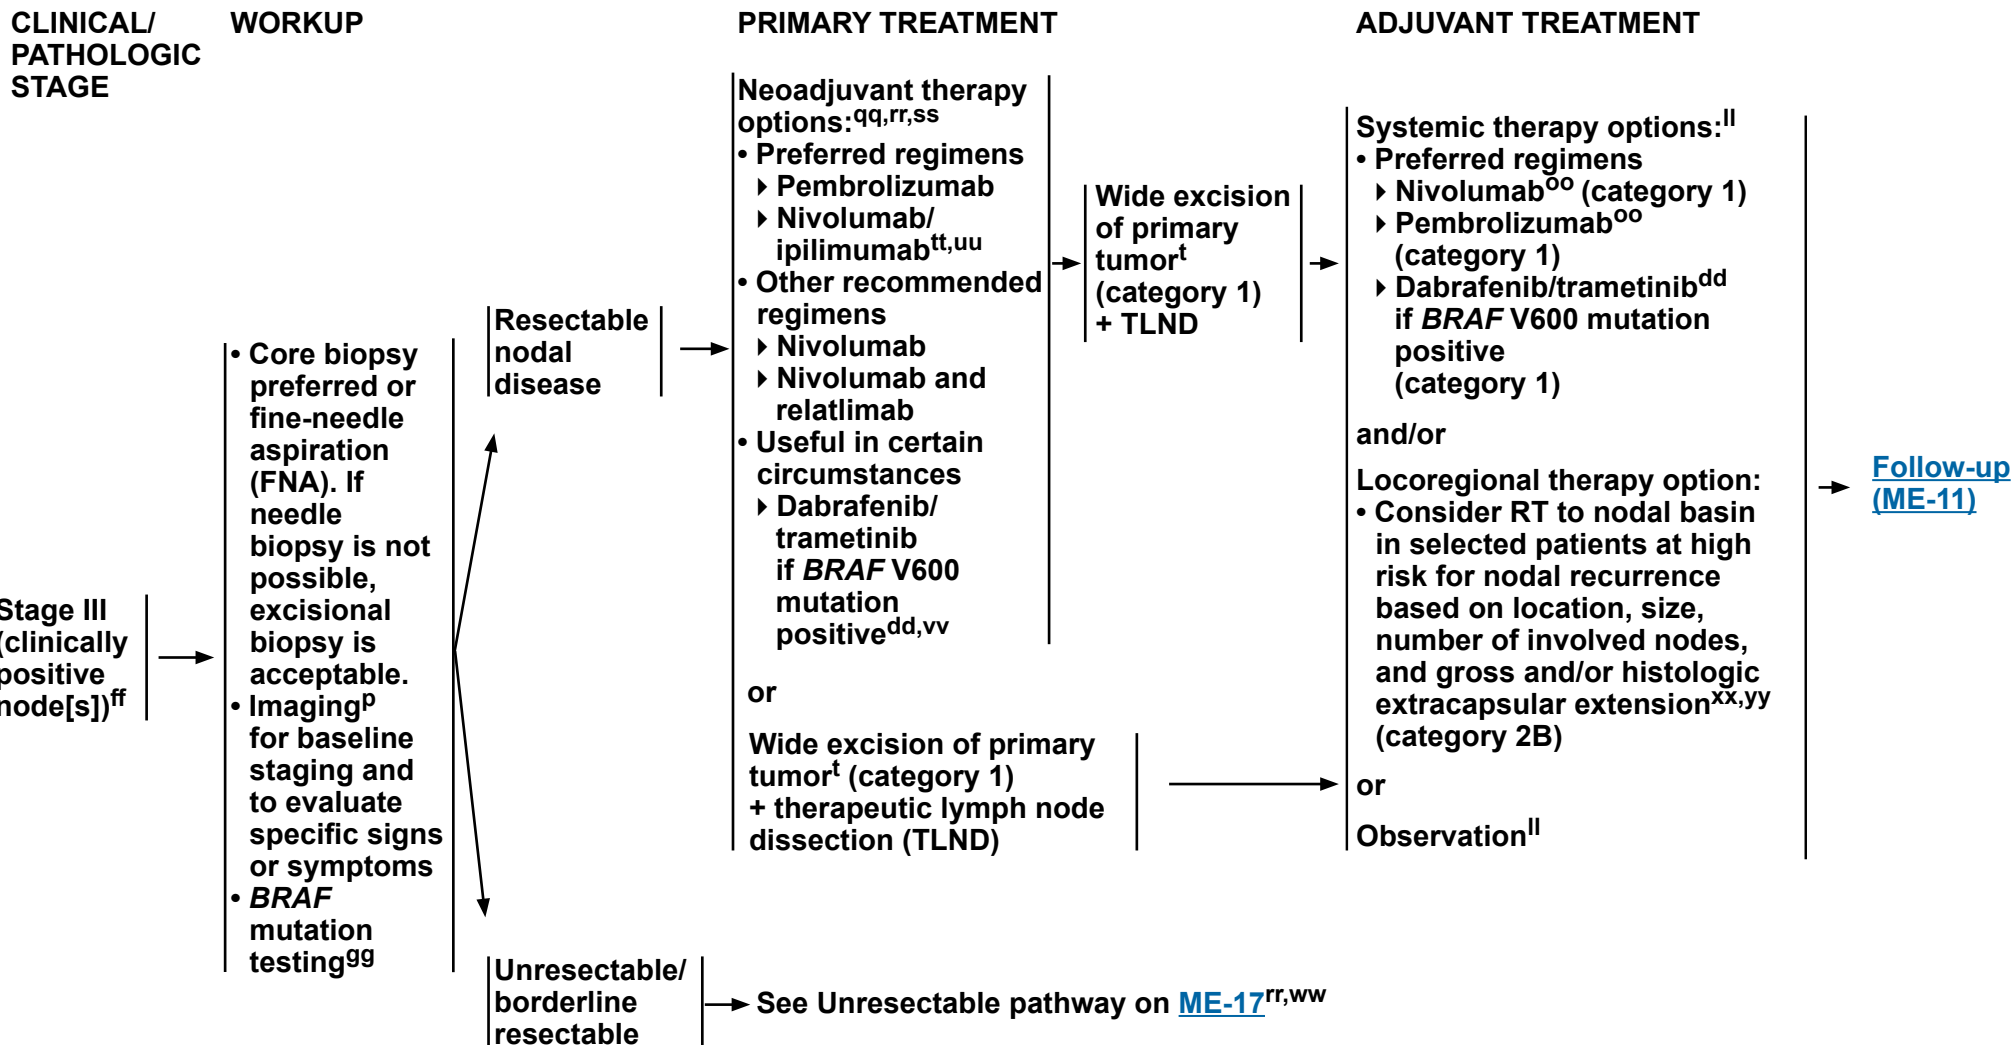 CLINICAL/
PATHOLOGIC
STAGE
WORKUP
PRIMARY TREATMENT
ADJUVANT TREATMENT
Stage III
(clinically
positive
node[s])ff
• Core biopsy
preferred or
fine-needle
aspiration
(FNA). If
needle
biopsy is not
possible,
excisional
biopsy is
acceptable.
• Imagingp
for baseline
staging and
to evaluate
specific signs
or symptoms
• BRAF
mutation
testinggg
Resectable
nodal
disease
Neoadjuvant therapy
options:qq,rr,ss
• Preferred regimens
▸ Pembrolizumab
▸ Nivolumab/
ipilimumabtt,uu
• Other recommended
regimens
▸ Nivolumab
▸ Nivolumab and
relatlimab
• Useful in certain
circumstances
▸ Dabrafenib/
trametinib
if BRAF V600
mutation
positivedd,vv
or
Wide excision of primary
tumort (category 1)
+ therapeutic lymph node
dissection (TLND)
Wide excision
of primary
tumort
(category 1)
+ TLND
Systemic therapy options:ll
• Preferred regimens
▸ Nivolumaboo (category 1)
▸ Pembrolizumaboo
(category 1)
▸ Dabrafenib/trametinibdd
if BRAF V600 mutation
positive
(category 1)
and/or
Locoregional therapy option:
• Consider RT to nodal basin
in selected patients at high
risk for nodal recurrence
based on location, size,
number of involved nodes,
and gross and/or histologic
extracapsular extensionxx,yy
(category 2B)
or
Observationll
Follow-up
(ME-11)
Unresectable/
borderline
resectable
See Unresectable pathway on ME-17rr,ww